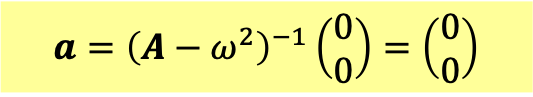 𝒂 = (𝑨 − 𝜔²)⁻¹ (0 0) = (0 0)